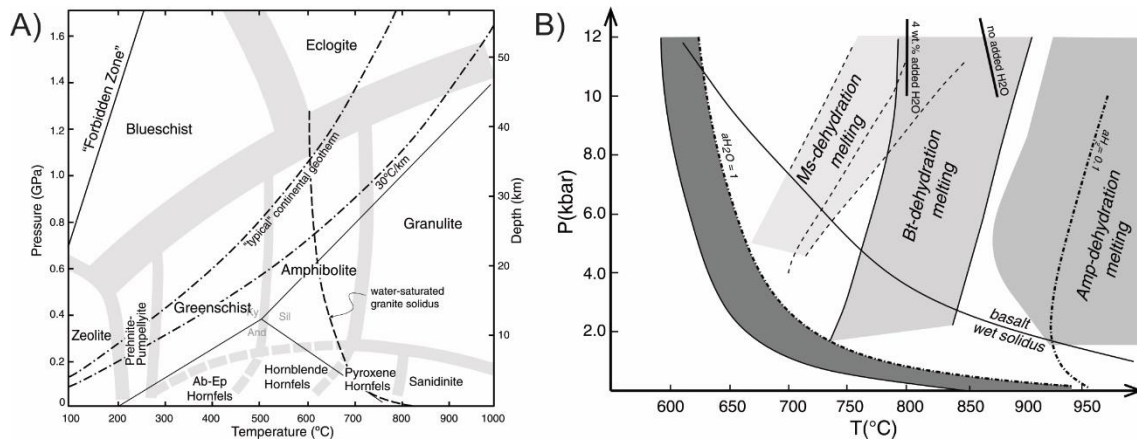 A)
Pressure (GPa)
1.6
1.4
1.2
1.0
0.8
0.6
0.4
0.2
0
"Forbidden Zone"
Blueschist
Eclogite
"typical" continental geotherm
30°C/km
Granulite
Amphibolite
water-saturated
granite solidus
Greenschist
Ky
Sil
And
Zeolite
Prehnite-
Pumpellyite
Ab-Ep
Hornfels
Hornblende
Hornfels
Pyroxene
Hornfels
Sanidinite
50
40
30
20
10
Depth (km)
100 200 300 400 500 600 700 800 900 1000
Temperature (°C)
B)
P(kbar)
12
10
8
6
4.0
2.0
4 wt.% added H2O
no added H2O
aH2O = 1
Ms-dehydration
melting
Bt-dehydration
melting
Amp-dehydration
melting
basalt
wet solidus
600 650 700 750 800 850 900 950
T(°C)